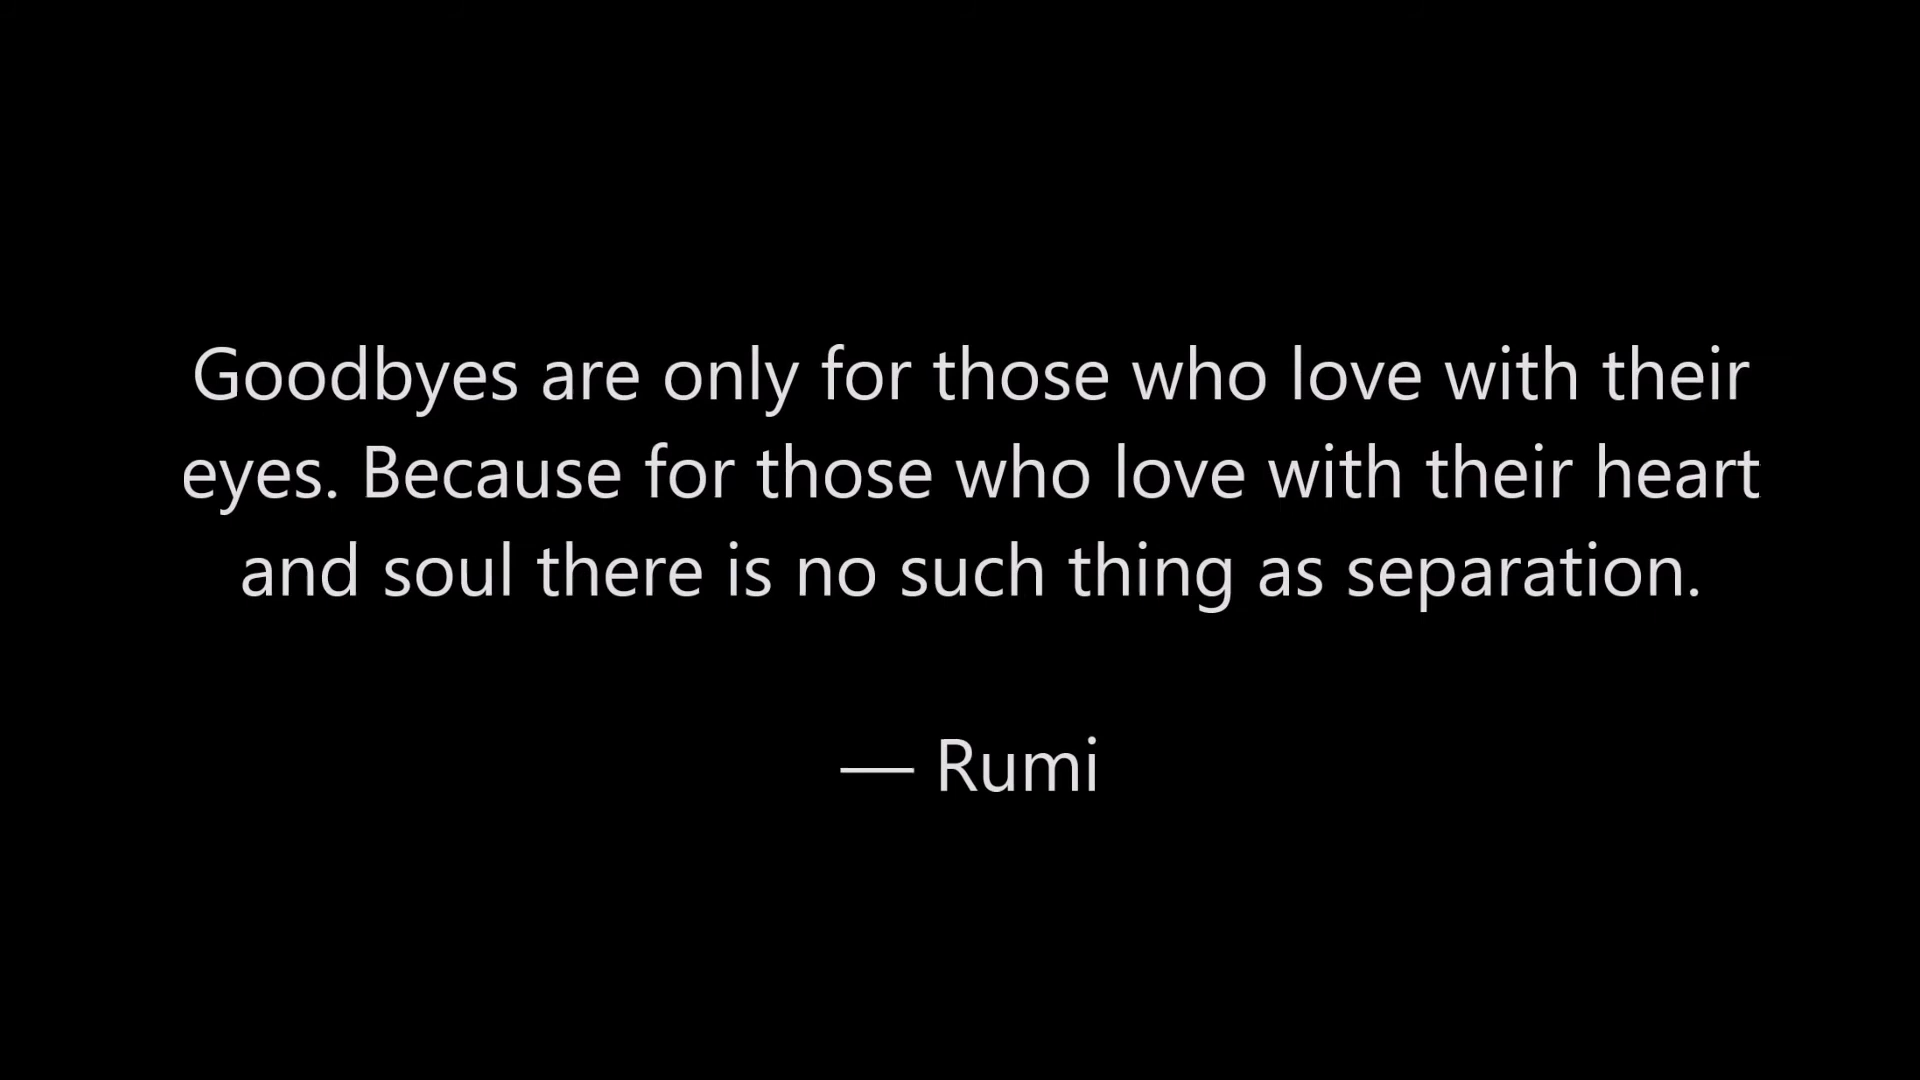 Goodbyes are only for those who love with their
eyes. Because for those who love with their heart
and soul there is no such thing as separation.
— Rumi